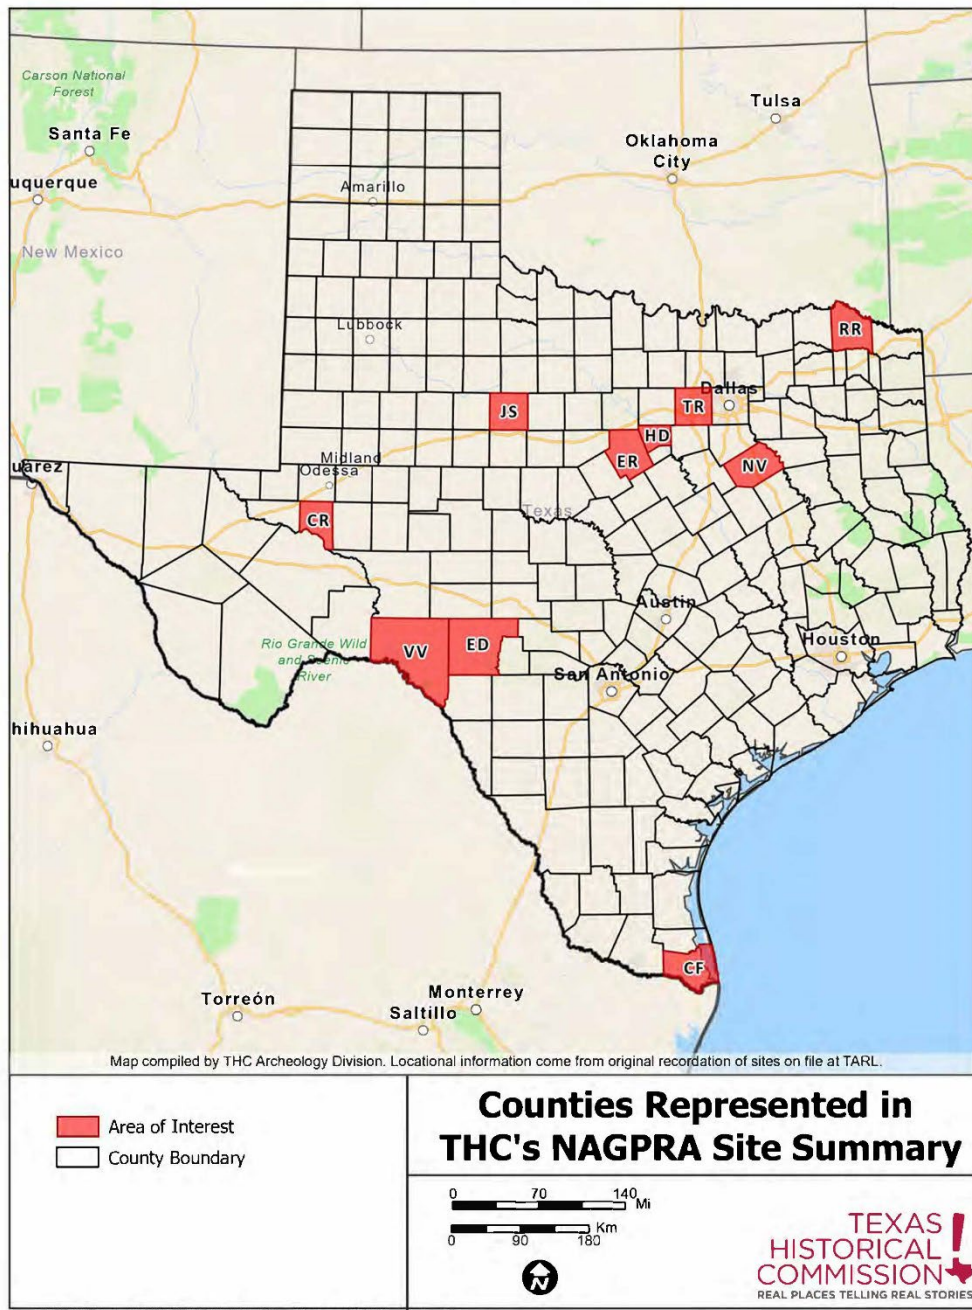 Carson National
Forest
Santa Fe
Tulsa
Oklahoma
City
uquerque
Amarillo
New Mexico
Lubbock
RR
JS
TR
Dallas
HD
ER
NV
uárez
Midland
Odessa
CR
Texas
Austin
Rio Grande Wild
and Scenic
River
VV
ED
Houston
San Antonio
hihuahua
CF
Torreón
Monterrey
Saltillo
Map compiled by THC Archeology Division. Locational information come from original recordation of sites on file at TARL.
Area of Interest
County Boundary
Counties Represented in
THC's NAGPRA Site Summary
0 70 140
Mi
Km
0 90 180
N
TEXAS
HISTORICAL
COMMISSION
REAL PLACES TELLING REAL STORIES